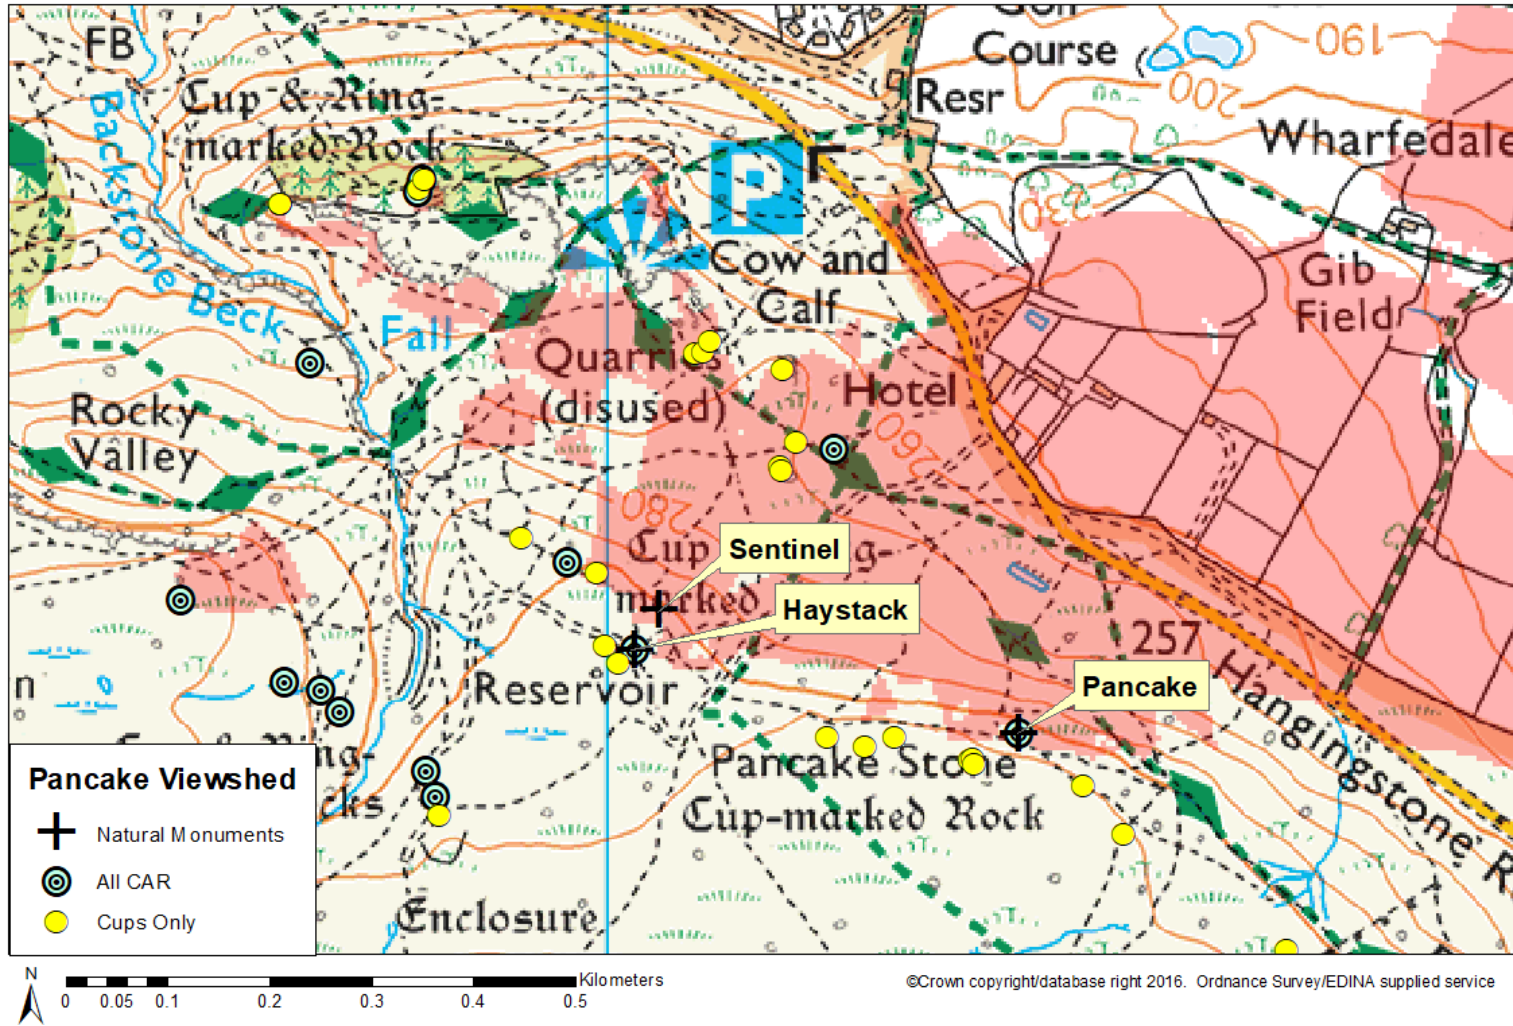 FB
Golf
Course
190
200
Resr
Wharfedale
Cup & Ring-
marked Rock
Backstone Beck
P
230
Cow and
Calf
Gib
Field
Fall
Quarries
(disused)
Hotel
260
Rocky
Valley
280
Sentinel
Cup
g-
marked
Haystack
257
Hangingstone R
Pancake
n
Reservoir
Pancake Stone
Cup-marked Rock
ng-
cks
Enclosure
Pancake Viewshed
Natural Monuments
All CAR
Cups Only
N
0 0.05 0.1 0.2 0.3 0.4 0.5
Kilometers
©Crown copyright/database right 2016. Ordnance Survey/EDINA supplied service